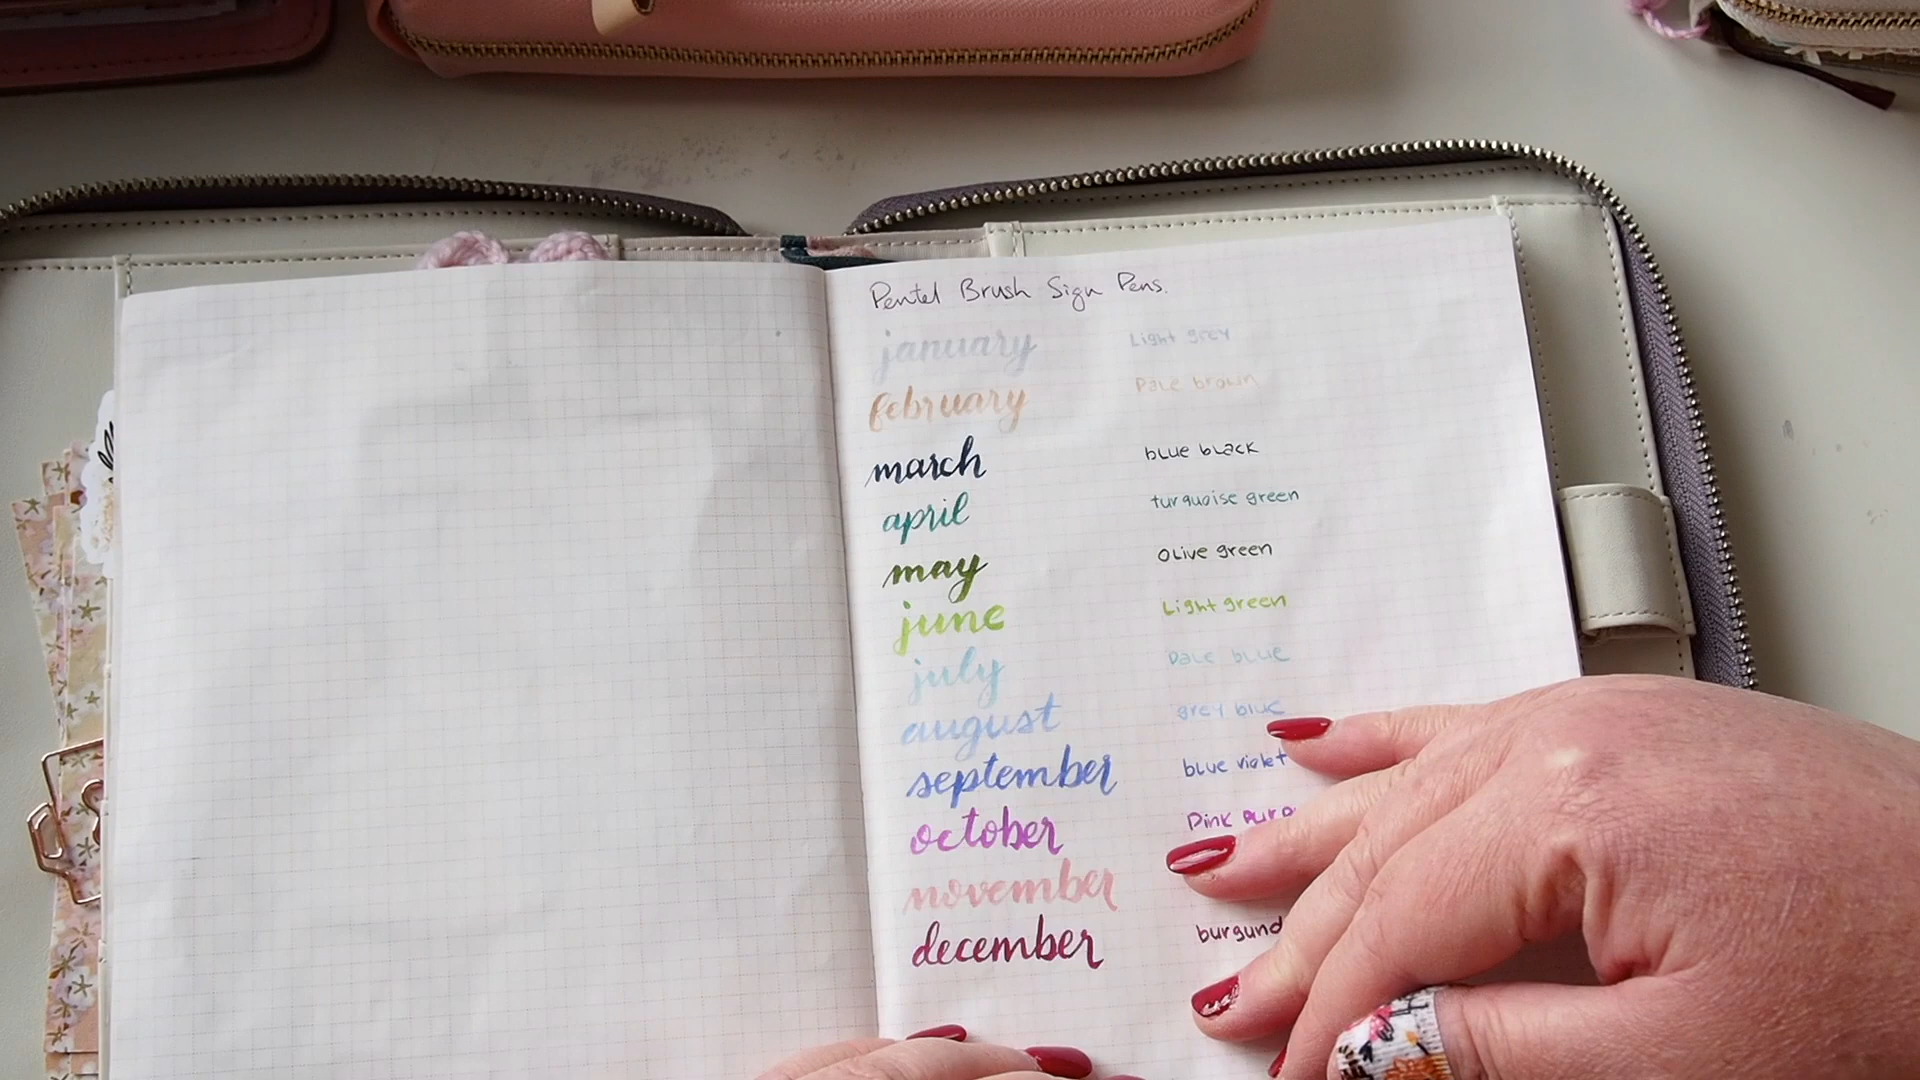 Pentel Brush Sign Pens.
january Light grey
february Pale brown
march blue black
april turquoise green
may olive green
june Light green
july Pale blue
august grey blue
september blue violet
october Pink
november
december